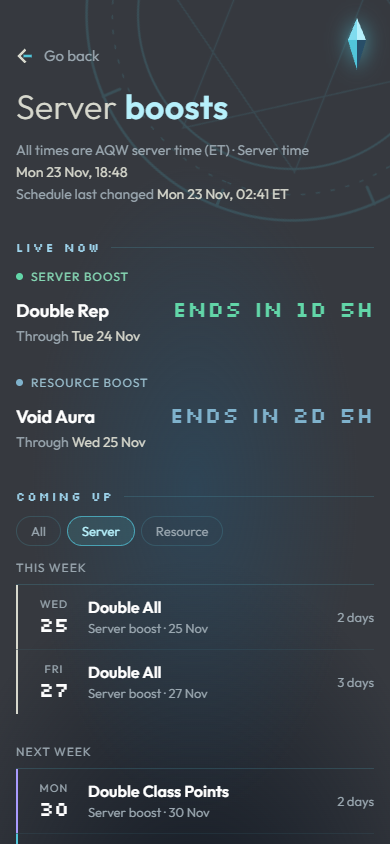 Go back
Server boosts
All times are AQW server time (ET) · Server time
Mon 23 Nov, 18:48
Schedule last changed Mon 23 Nov, 02:41 ET
LIVE NOW
SERVER BOOST
Double Rep ENDS IN 1D 5H
Through Tue 24 Nov
RESOURCE BOOST
Void Aura ENDS IN 2D 5H
Through Wed 25 Nov
COMING UP
All Server Resource
THIS WEEK
WED 25 Double All 2 days
Server boost · 25 Nov
FRI 27 Double All 3 days
Server boost · 27 Nov
NEXT WEEK
MON 30 Double Class Points 2 days
Server boost · 30 Nov